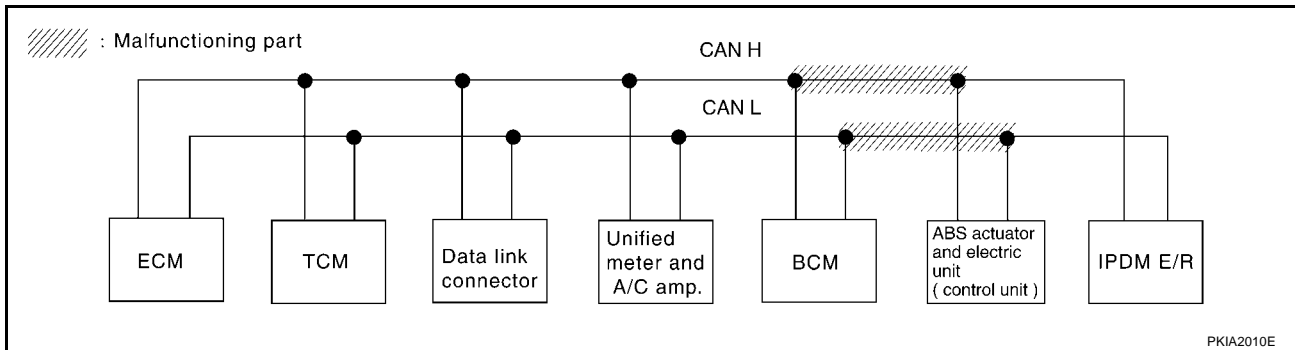 : Malfunctioning part
CAN H
CAN L
ECM
TCM
Data link
connector
Unified
meter and
A/C amp.
BCM
ABS actuator
and electric
unit
( control unit )
IPDM E/R
PKIA2010E